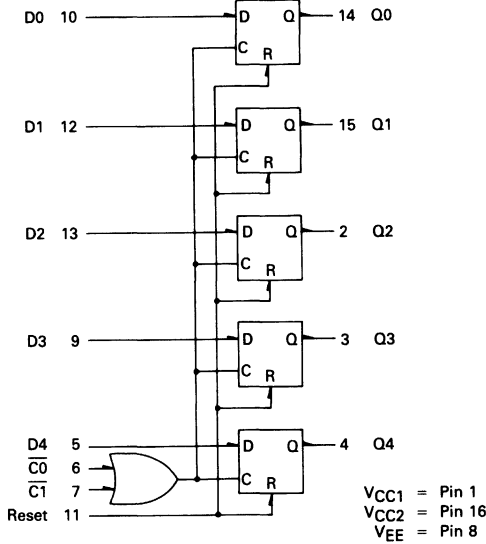 D0 10 D Q 14 Q0
C R
D1 12 D Q 15 Q1
C R
D2 13 D Q 2 Q2
C R
D3 9 D Q 3 Q3
C R
D4 5 D Q 4 Q4
C0 6 C R
C1 7
Reset 11
VCC1 = Pin 1
VCC2 = Pin 16
VEE = Pin 8